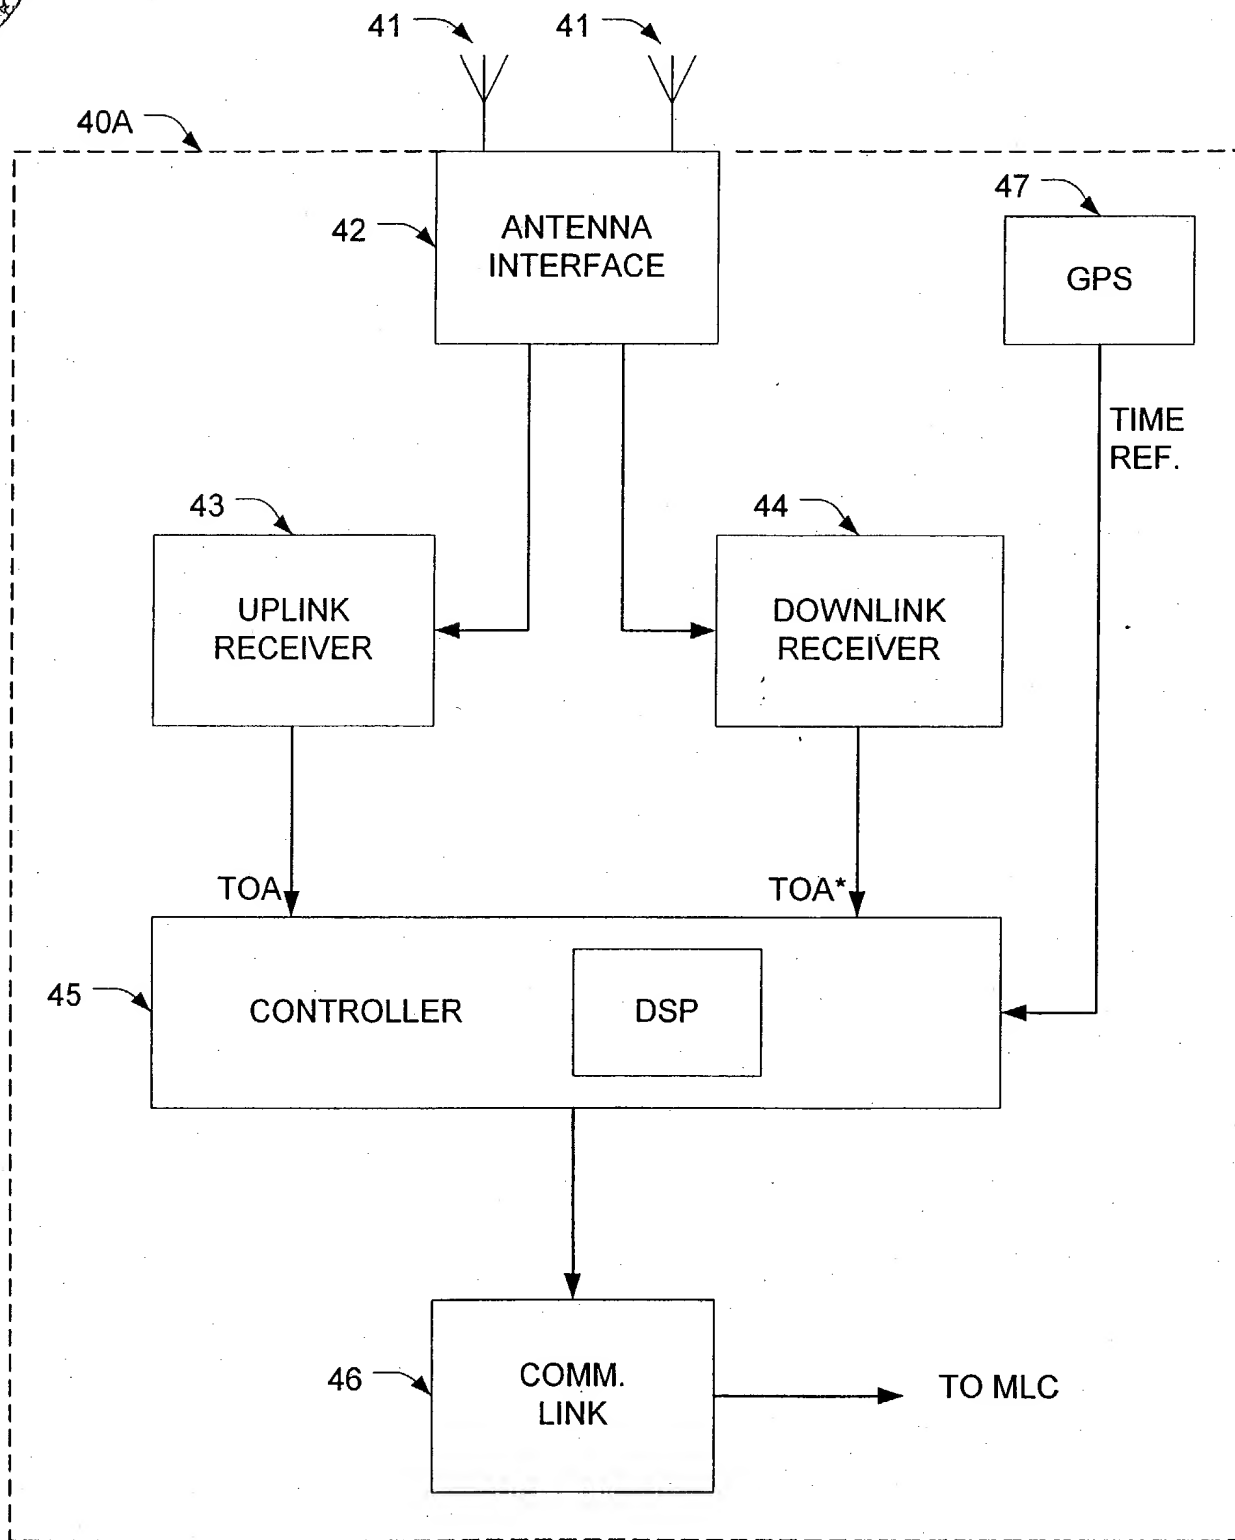 41
41
40A
47
42
ANTENNA
INTERFACE
GPS
TIME
REF.
43
44
UPLINK
RECEIVER
DOWNLINK
RECEIVER
TOA
TOA*
45
CONTROLLER
DSP
46
COMM.
LINK
TO MLC